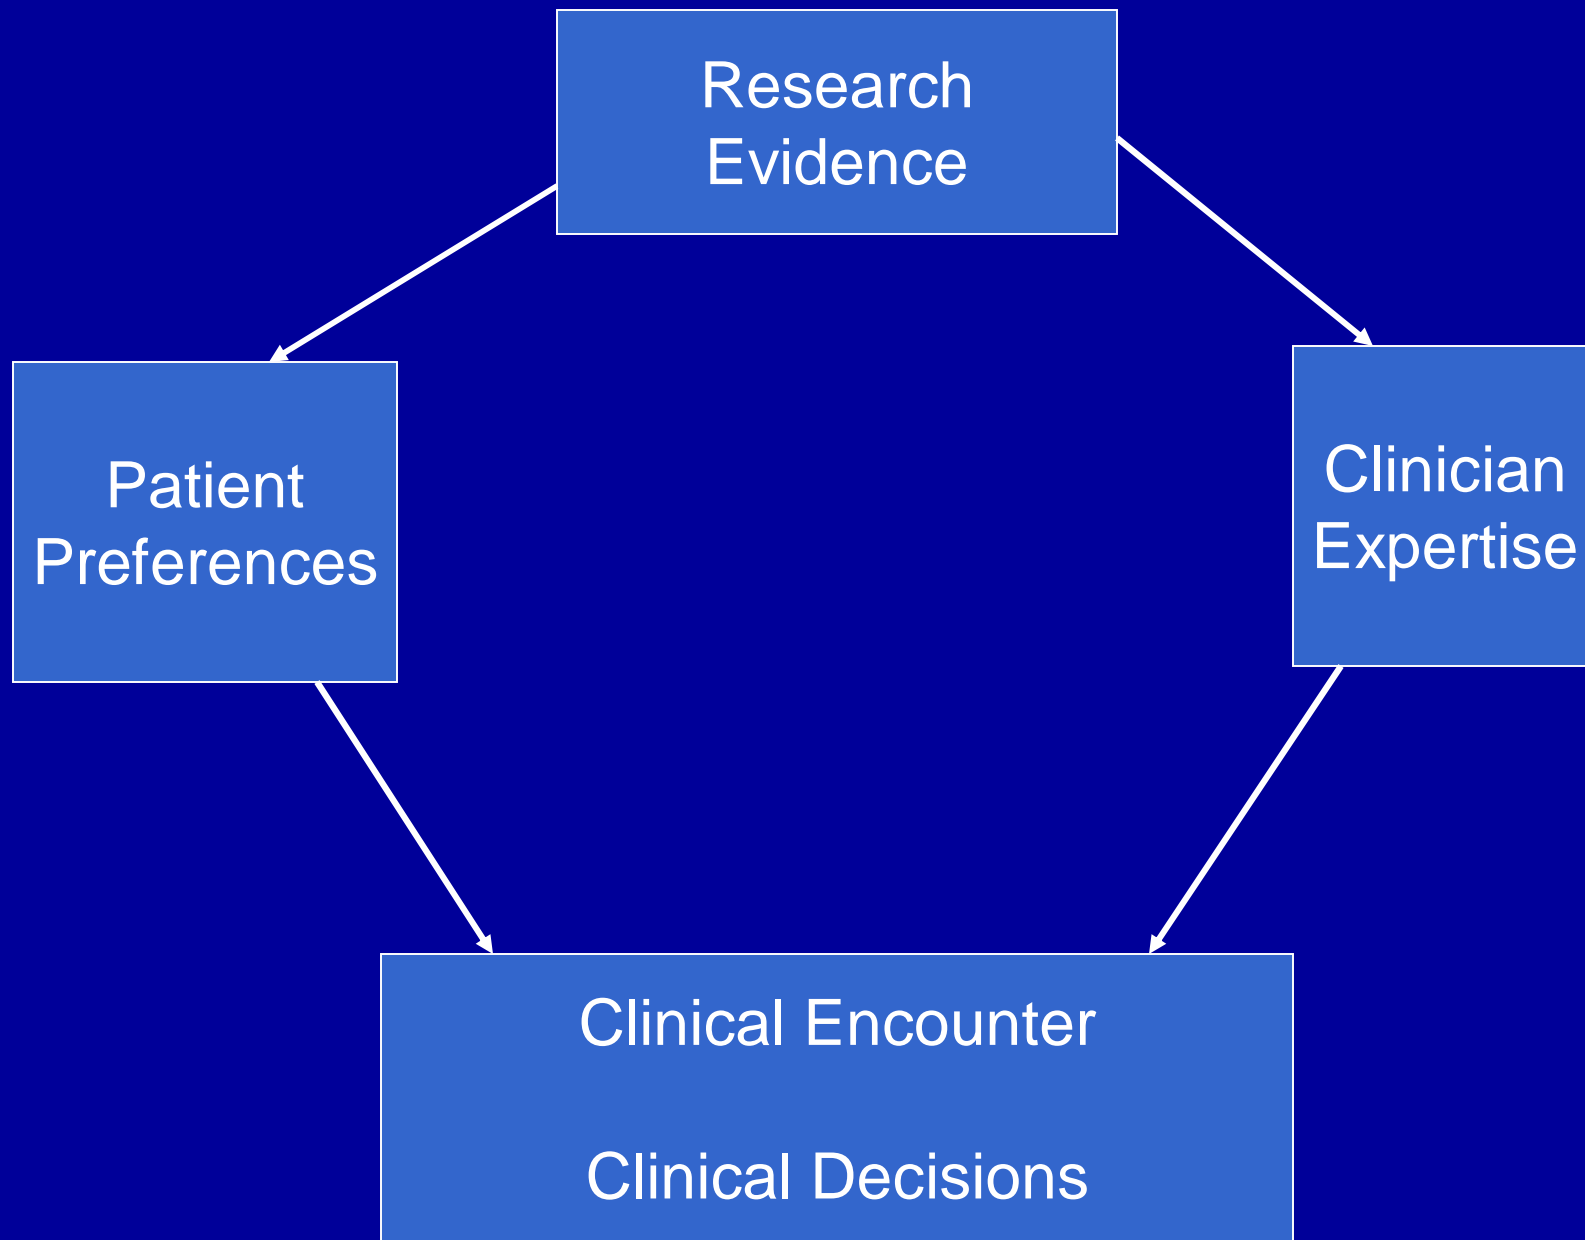 Research
Evidence
Patient
Preferences
Clinician
Expertise
Clinical Encounter
Clinical Decisions